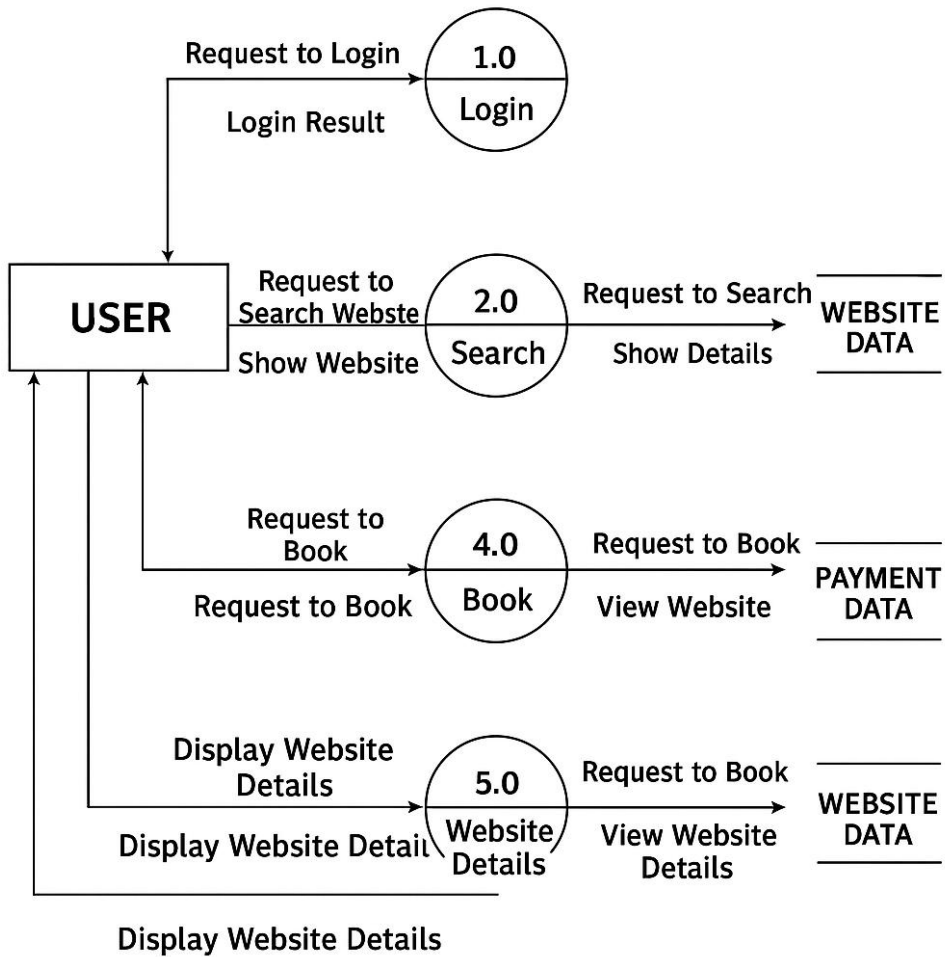 Request to Login
1.0
Login
Login Result
USER
Request to
Search Webste
Show Website
2.0
Search
Request to Search
Show Details
WEBSITE
DATA
Request to
Book
Request to Book
4.0
Book
Request to Book
View Website
PAYMENT
DATA
Display Website
Details
Display Website Detail
5.0
Website
Details
Request to Book
View Website
Details
WEBSITE
DATA
Display Website Details